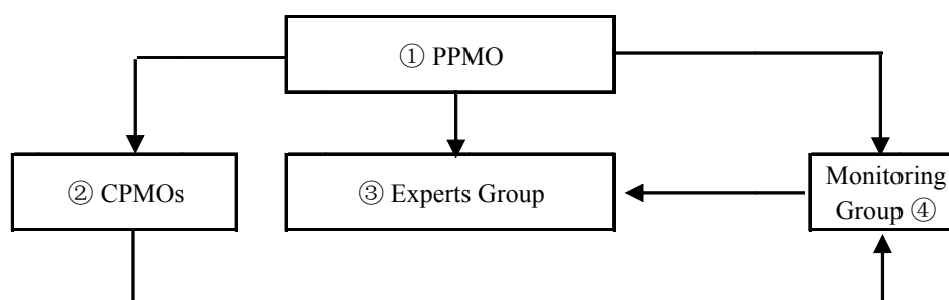 ① PPMO
② CPMOs
③ Experts Group
Monitoring
Group ④